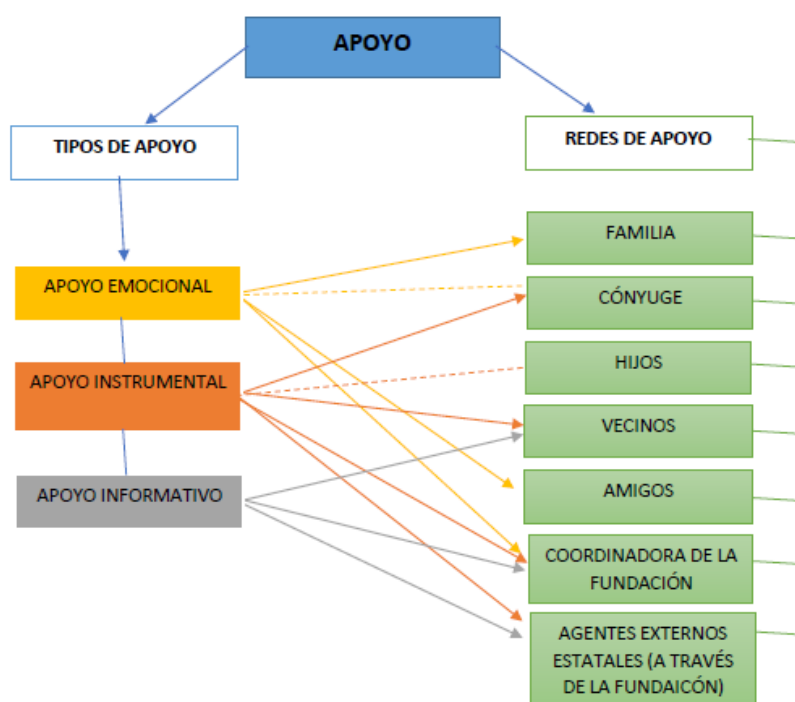 APOYO
TIPOS DE APOYO
REDES DE APOYO
FAMILIA
APOYO EMOCIONAL
CÓNYUGE
HIJOS
APOYO INSTRUMENTAL
VECINOS
APOYO INFORMATIVO
AMIGOS
COORDINADORA DE LA
FUNDACIÓN
AGENTES EXTERNOS
ESTATALES (A TRAVÉS
DE LA FUNDAICÓN)